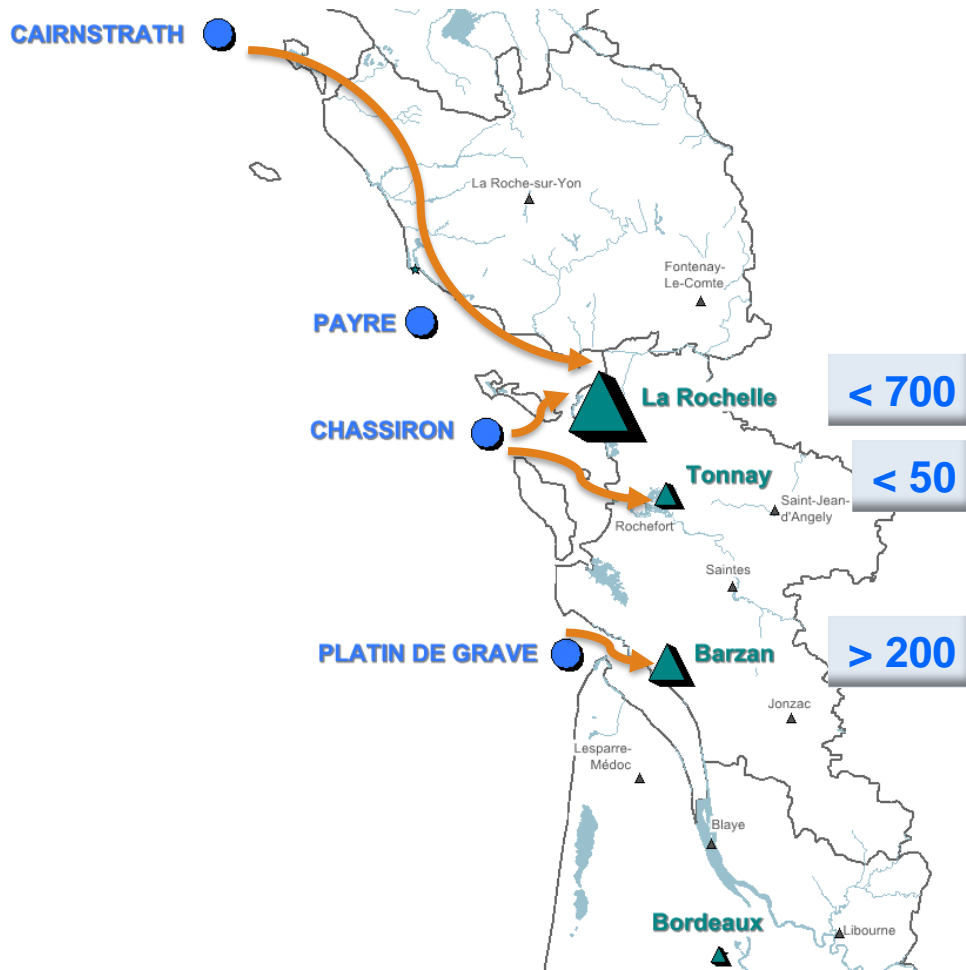 CAIRNSTRATH
La Roche-sur-Yon
Fontenay-
Le-Comte
PAYRE
La Rochelle
< 700
CHASSIRON
Tonnay
< 50
Saint-Jean-
d'Angely
Rochefort
Saintes
PLATIN DE GRAVE
Barzan
> 200
Jonzac
Lesparre-
Médoc
Blaye
Bordeaux
Libourne